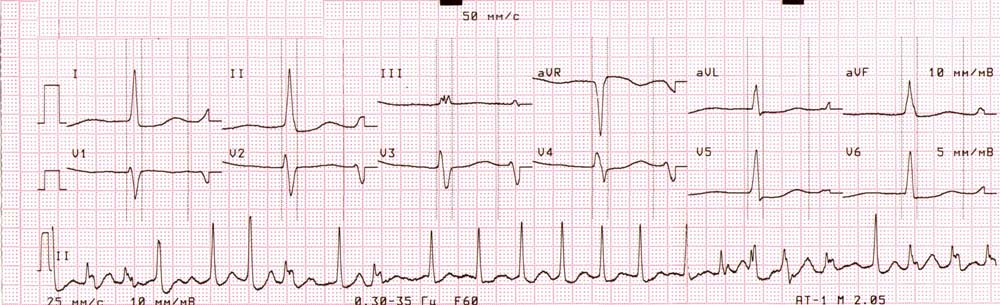 50 мм/с
I II III aVR aVL aVF 10 мм/мВ
V1 V2 V3 V4 V5 V6 5 мм/мВ
II
25 мм/с 10 мм/мВ 0.30-35 Гц F60 АТ-1 М 2.05